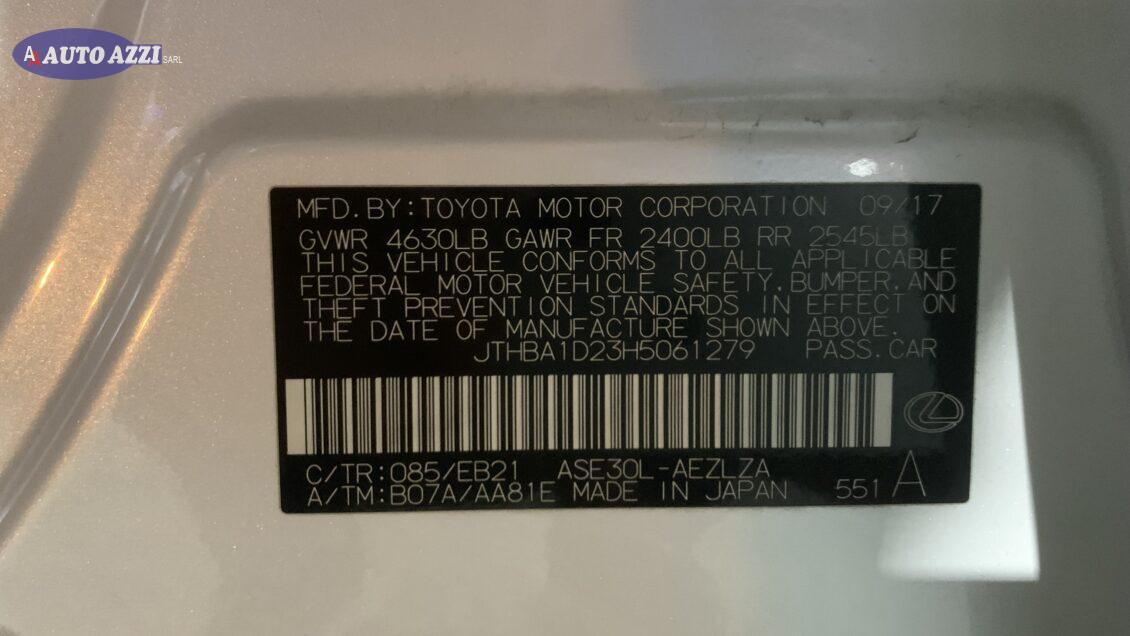 A AUTO AZZI SARL
MFD.BY:TOYOTA MOTOR CORPORATION 09/17
GVWR 4630LB GAWR FR 2400LB RR 2545LB
THIS VEHICLE CONFORMS TO ALL APPLICABLE
FEDERAL MOTOR VEHICLE SAFETY,BUMPER,AND
THEFT PREVENTION STANDARDS IN EFFECT ON
THE DATE OF MANUFACTURE SHOWN ABOVE.
JTHBA1D23H5061279 PASS.CAR
C/TR:085/EB21 ASE30L-AEZLZA
A/TM:B07A/AA81E MADE IN JAPAN 551 A